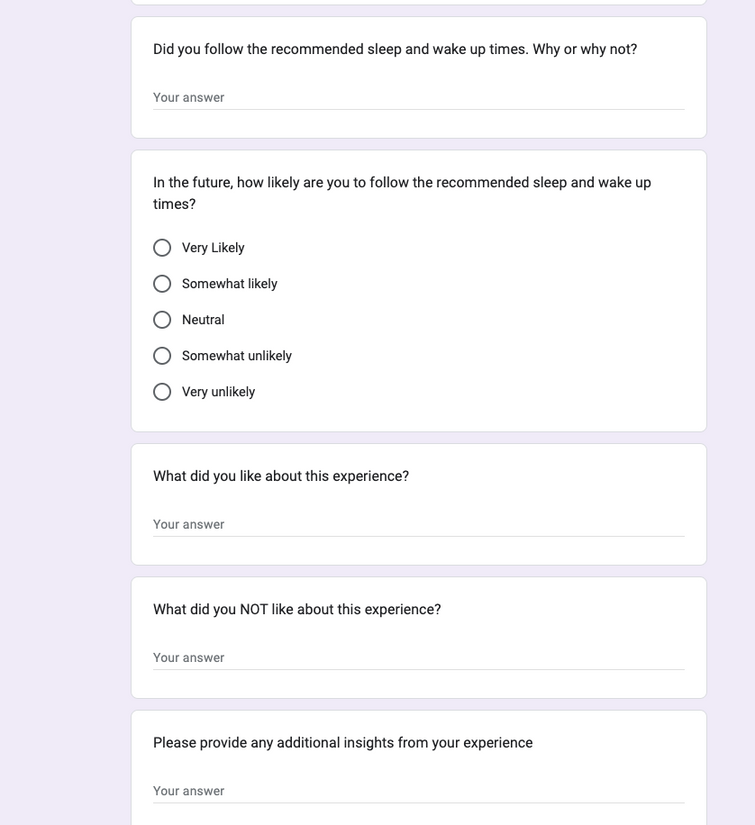 Did you follow the recommended sleep and wake up times. Why or why not?
Your answer
In the future, how likely are you to follow the recommended sleep and wake up
times?
Very Likely
Somewhat likely
Neutral
Somewhat unlikely
Very unlikely
What did you like about this experience?
Your answer
What did you NOT like about this experience?
Your answer
Please provide any additional insights from your experience
Your answer